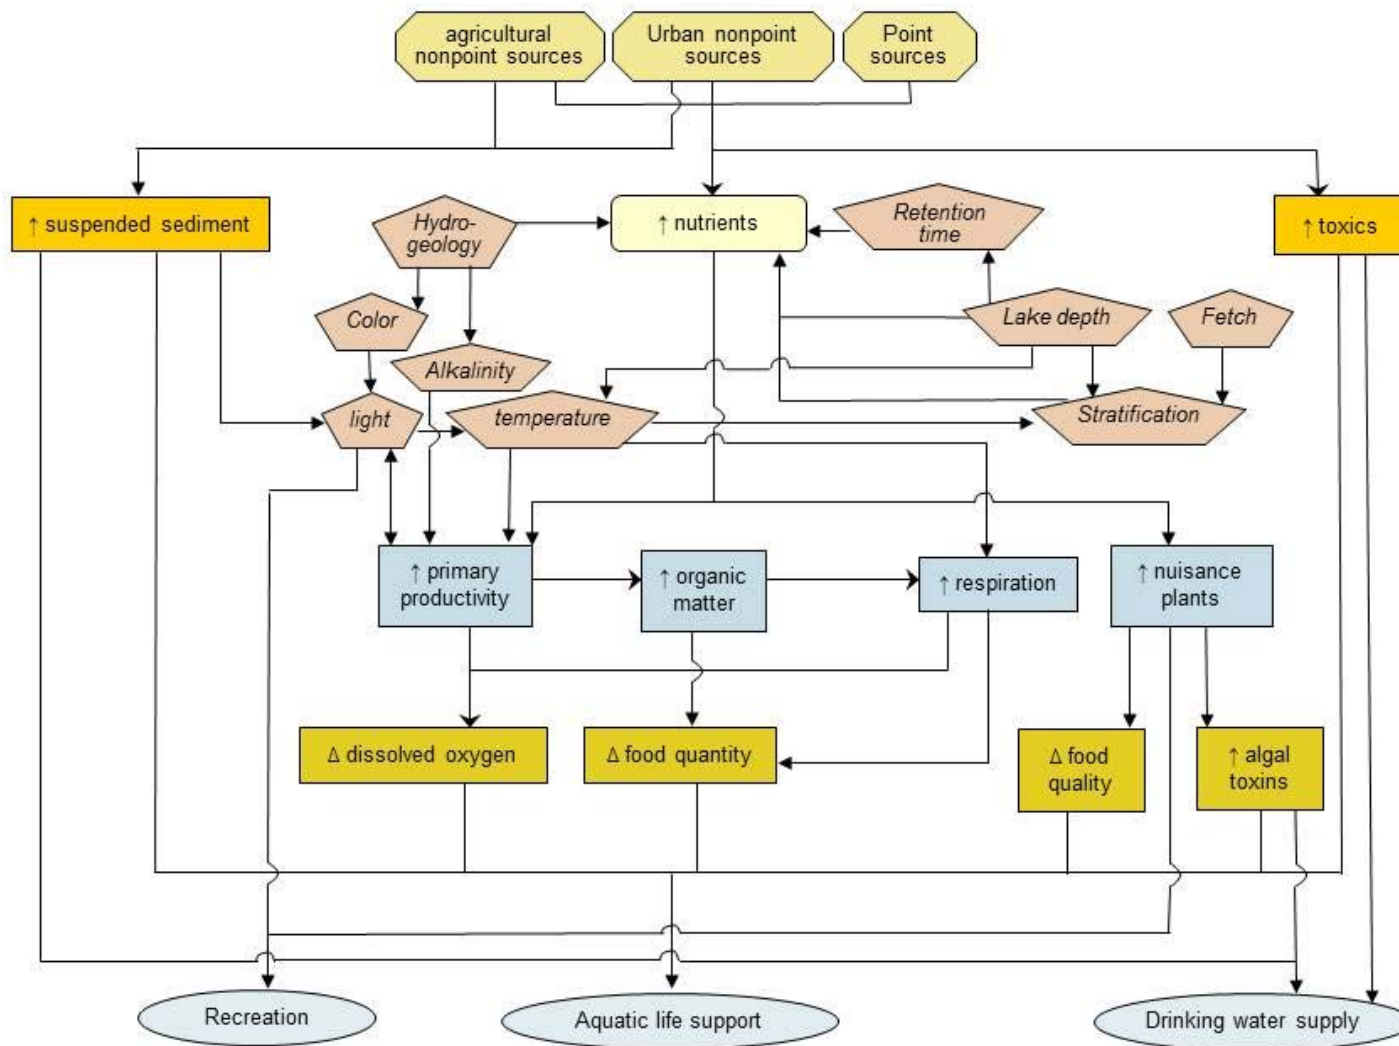 agricultural
nonpoint sources
Urban nonpoint
sources
Point
sources
↑ suspended sediment
Hydro-
geology
↑ nutrients
Retention
time
↑ toxics
Color
Lake depth
Fetch
Alkalinity
light
temperature
Stratification
↑ primary
productivity
↑ organic
matter
↑ respiration
↑ nuisance
plants
Δ dissolved oxygen
Δ food quantity
Δ food
quality
↑ algal
toxins
Recreation
Aquatic life support
Drinking water supply